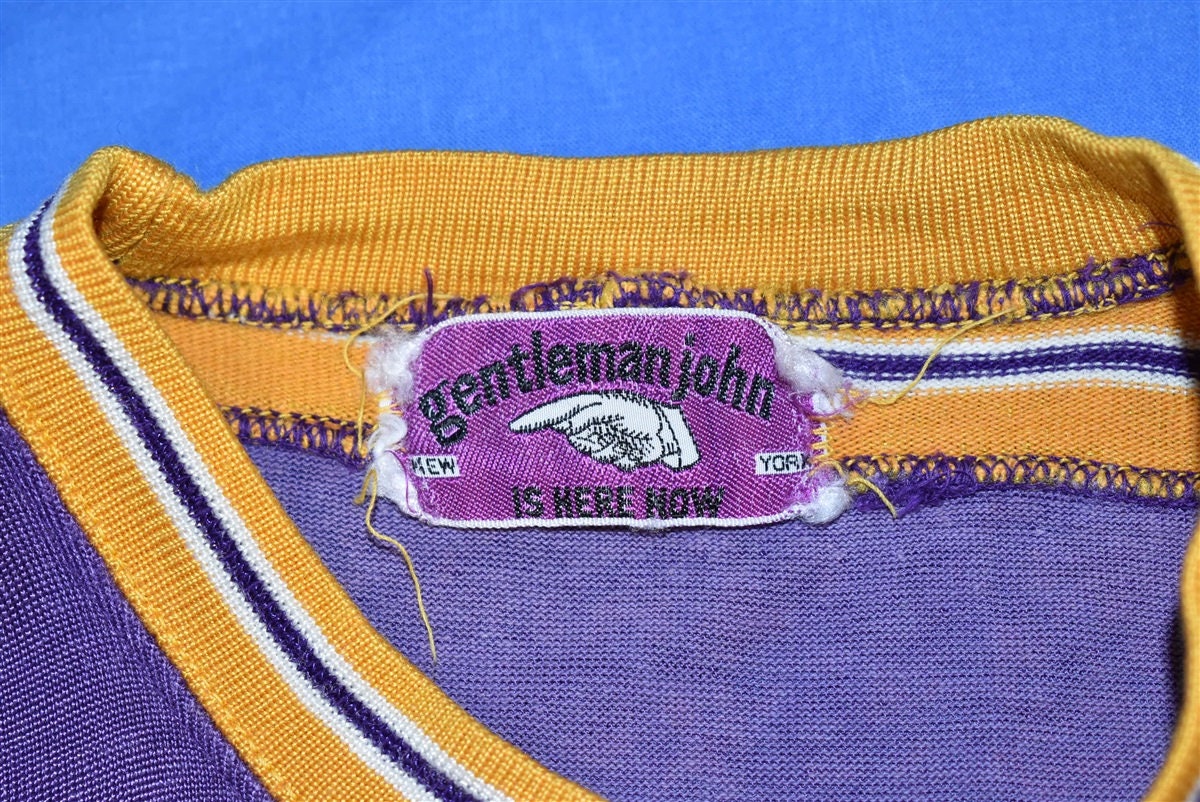 gentleman john
NEW YORK
IS HERE NOW